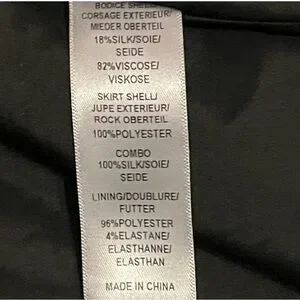 BODICE SHELL/
CORSAGE EXTERIEUR/
MIEDER OBERTEIL
18%SILK/SOIE/
SEIDE
82%VISCOSE/
VISKOSE
SKIRT SHELL/
JUPE EXTERIEUR/
ROCK OBERTEIL
100%POLYESTER
COMBO
100%SILK/SOIE/
SEIDE
LINING/DOUBLURE/
FUTTER
96%POLYESTER
4%ELASTANE/
ELASTHANNE/
ELASTHAN
MADE IN CHINA